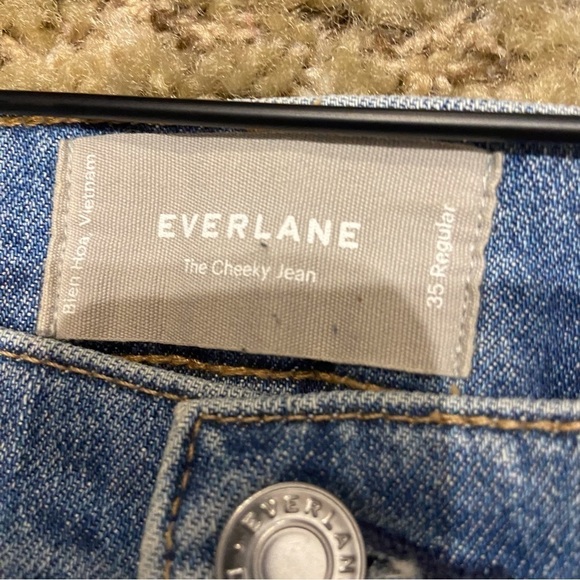 EVERLANE
The Cheeky Jean
Bien Hoa, Vietnam
35 Regular
EVERLAN